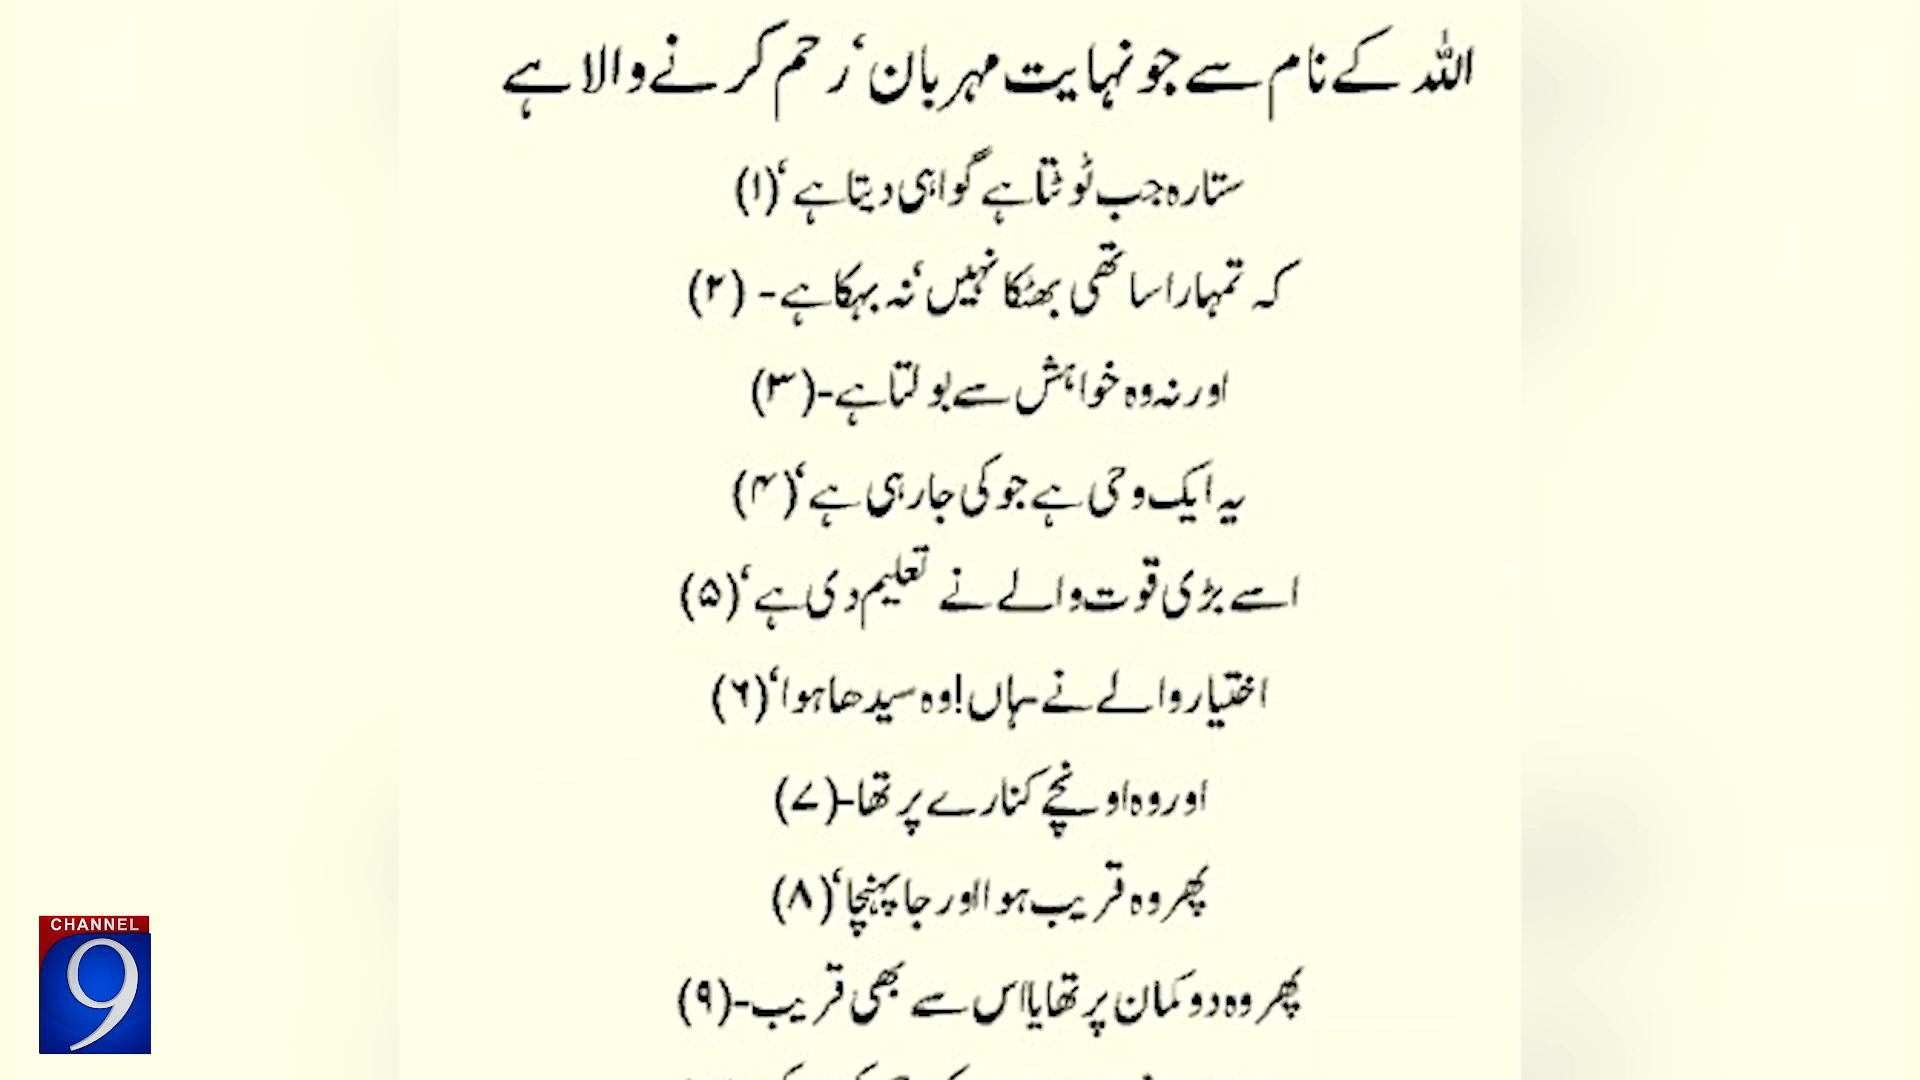 اللہ کے نام سے جو نہایت مہربان‘ رحم کرنے والا ہے
ستارہ جب ٹوٹتا ہے گواہی دیتا ہے‘ (۱)
کہ تمہارا ساتھی بھٹکا نہیں‘ نہ بہکا ہے- (۲)
اور نہ وہ خواہش سے بولتا ہے- (۳)
یہ ایک وحی ہے جو کی جا رہی ہے‘ (۴)
اسے بڑی قوت والے نے تعلیم دی ہے‘ (۵)
اختیار والے نے ہاں! وہ سیدھا ہوا‘ (۶)
اور وہ اونچے کنارے پر تھا- (۷)
پھر وہ قریب ہوا اور جا پہنچا‘ (۸)
پھر وہ دو کمان پر تھا یا اس سے بھی قریب- (۹)
CHANNEL
9